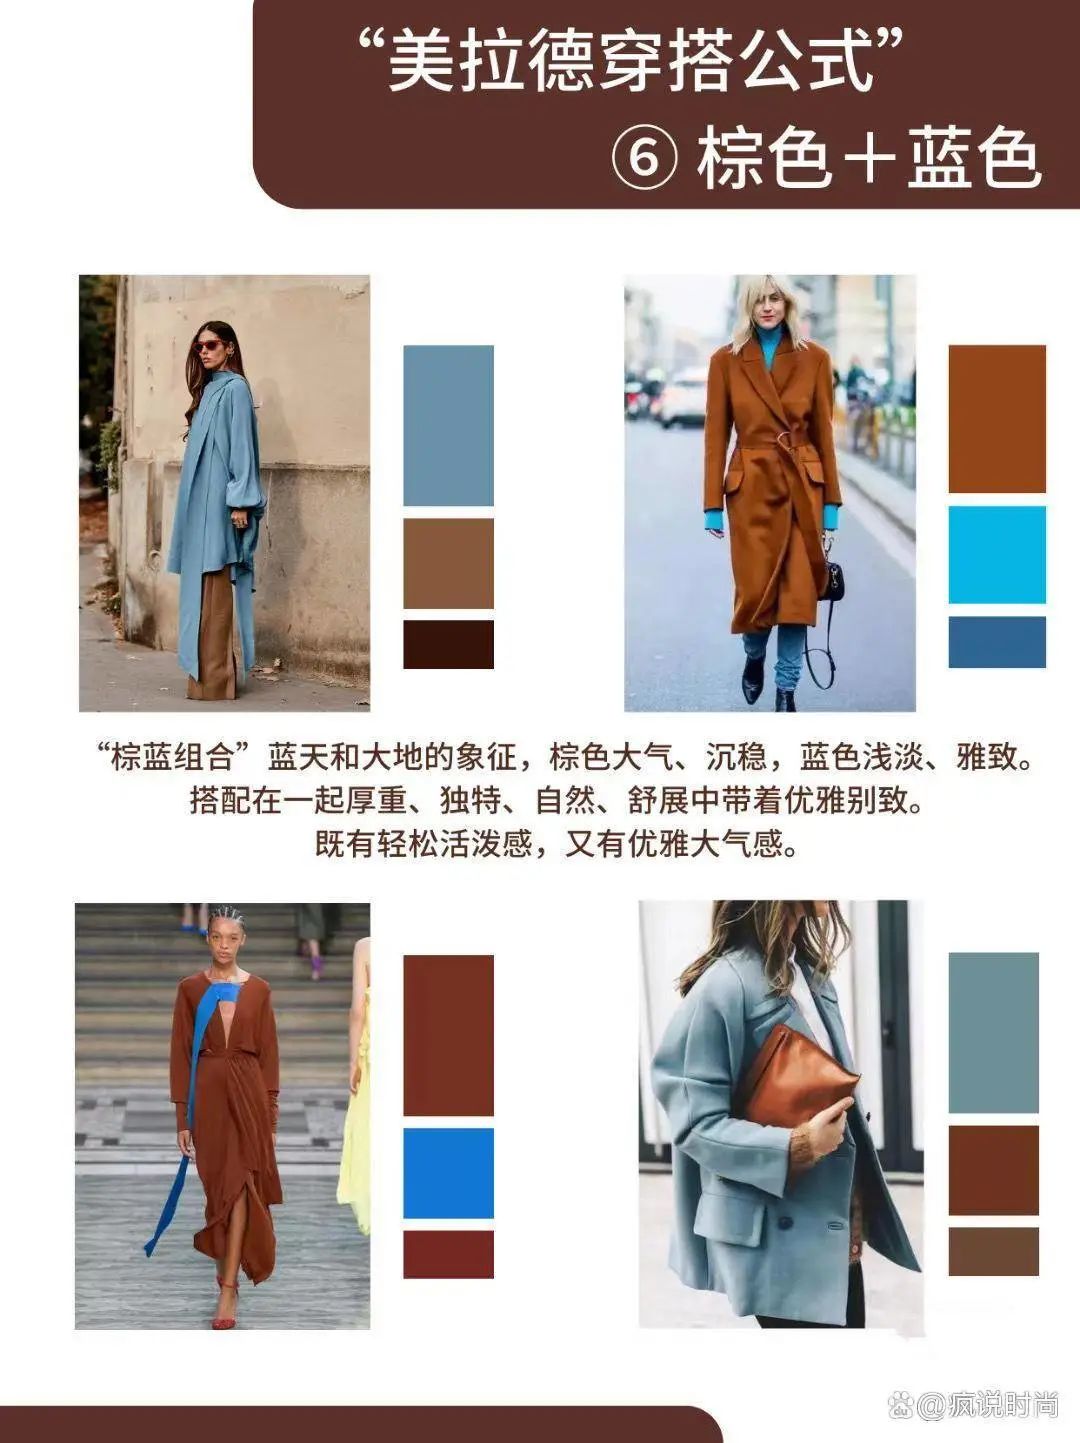 “美拉德穿搭公式”
⑥ 棕色＋蓝色
“棕蓝组合”蓝天和大地的象征，棕色大气、沉稳，蓝色浅淡、雅致。
搭配在一起厚重、独特、自然、舒展中带着优雅别致。
既有轻松活泼感，又有优雅大气感。
du @疯说时尚